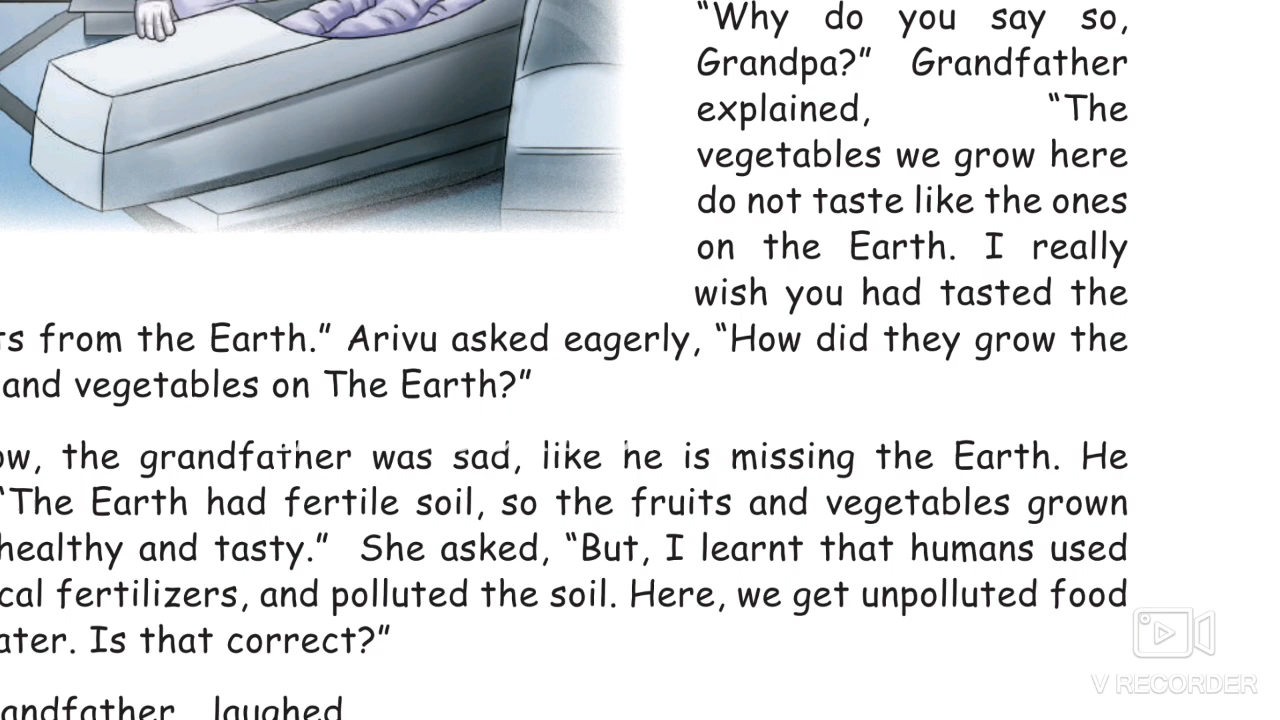 “Why do you say so,
Grandpa?” Grandfather
explained, “The
vegetables we grow here
do not taste like the ones
on the Earth. I really
wish you had tasted the
from the Earth.” Arivu asked eagerly, “How did they grow the
and vegetables on The Earth?”
the grandfather was sad, like he is missing the Earth. He
“The Earth had fertile soil, so the fruits and vegetables grown
healthy and tasty.” She asked, “But, I learnt that humans used
fertilizers, and polluted the soil. Here, we get unpolluted food
Is that correct?”
laughed
V RECORDER